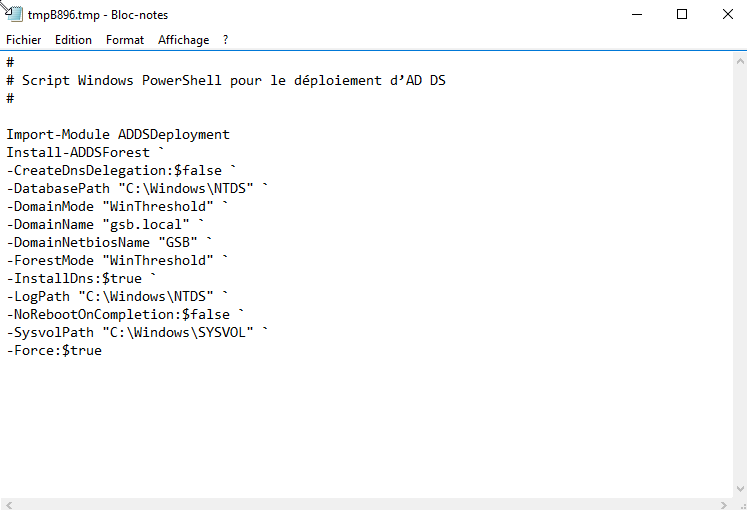 tmpB896.tmp - Bloc-notes
Fichier Edition Format Affichage ?
#
# Script Windows PowerShell pour le déploiement d’AD DS
#
Import-Module ADDSDeployment
Install-ADDSForest `
-CreateDnsDelegation:$false `
-DatabasePath "C:\Windows\NTDS" `
-DomainMode "WinThreshold" `
-DomainName "gsb.local" `
-DomainNetbiosName "GSB" `
-ForestMode "WinThreshold" `
-InstallDns:$true `
-LogPath "C:\Windows\NTDS" `
-NoRebootOnCompletion:$false `
-SysvolPath "C:\Windows\SYSVOL" `
-Force:$true